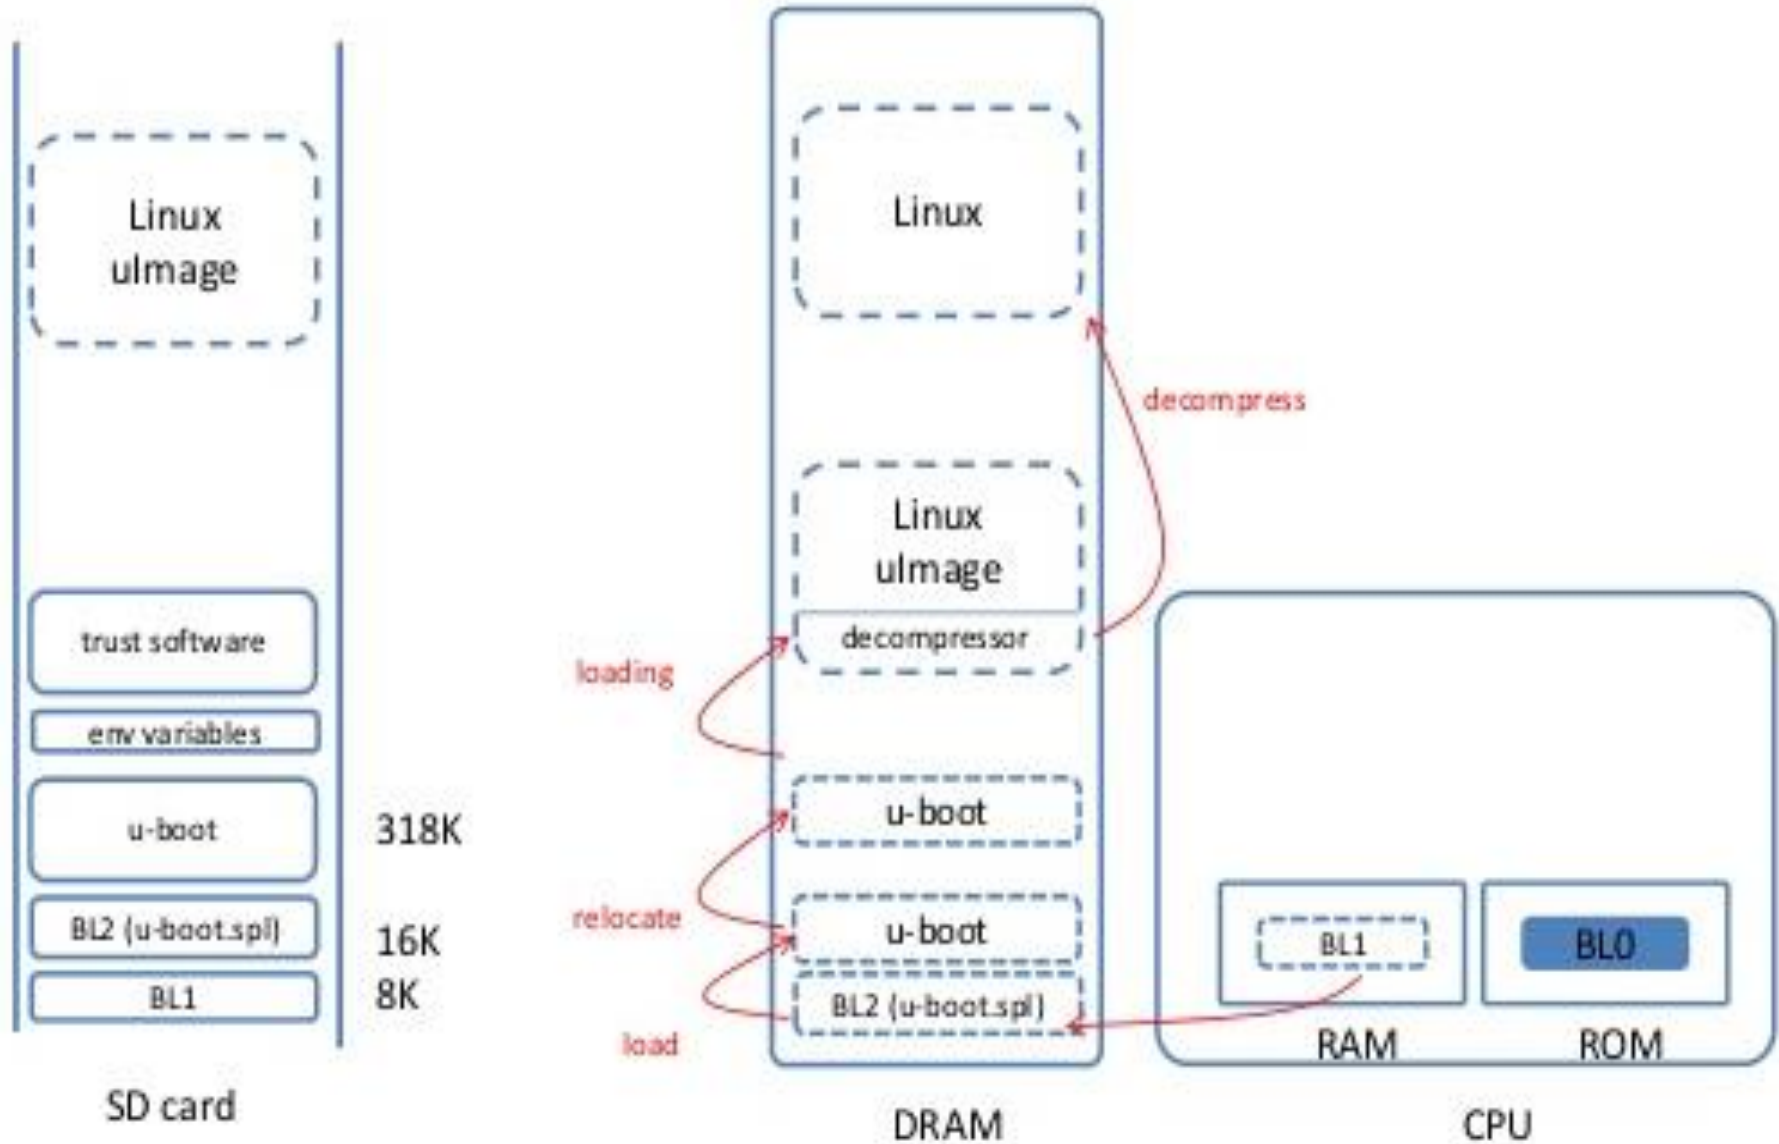 Linux
uImage
trust software
env variables
u-boot
318K
BL2 (u-boot.spl)
16K
BL1
8K
SD card
Linux
decompress
Linux
uImage
decompressor
loading
u-boot
relocate
u-boot
BL2 (u-boot.spl)
load
DRAM
BL1
BL0
RAM
ROM
CPU